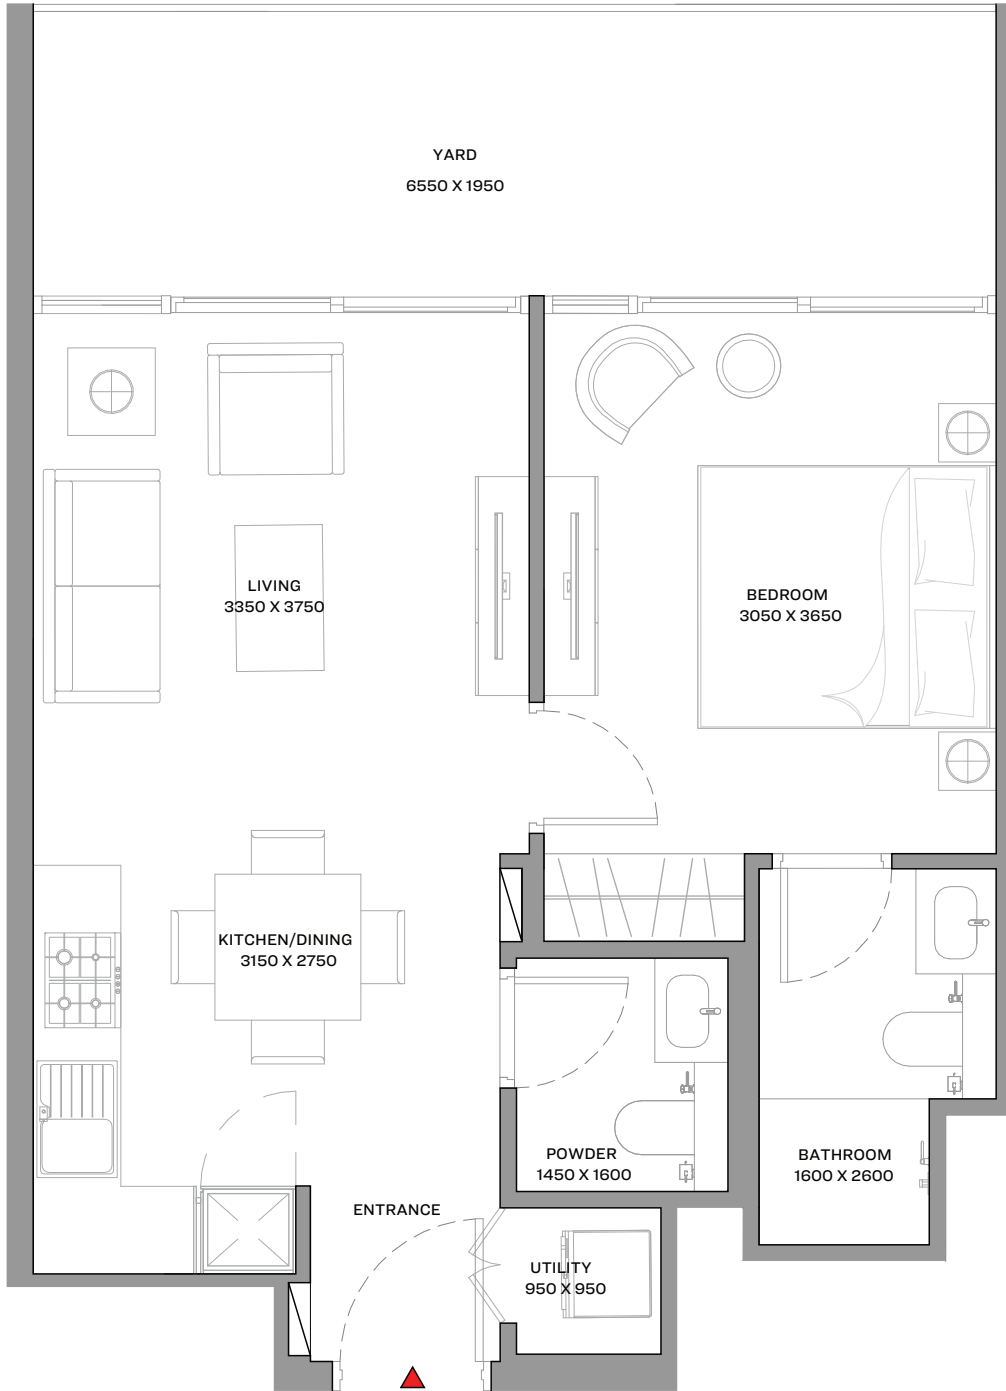 YARD
6550 X 1950
LIVING
3350 X 3750
BEDROOM
3050 X 3650
KITCHEN/DINING
3150 X 2750
POWDER
1450 X 1600
BATHROOM
1600 X 2600
ENTRANCE
UTILITY
950 X 950